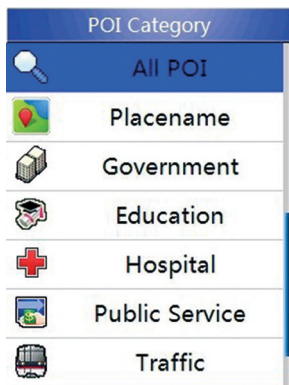 POI Category
All POI
Placename
Government
Education
Hospital
Public Service
Traffic